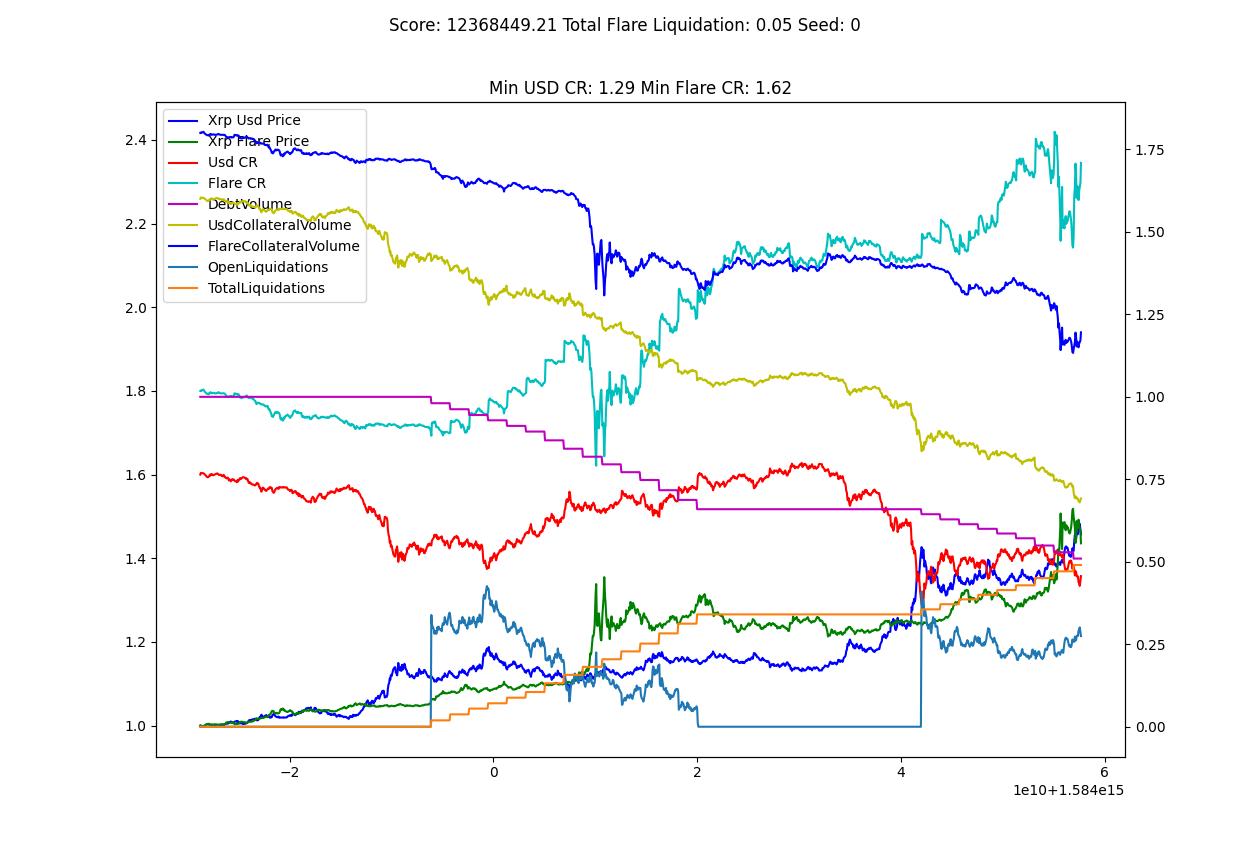 Score: 12368449.21 Total Flare Liquidation: 0.05 Seed: 0
Min USD CR: 1.29 Min Flare CR: 1.62
Xrp Usd Price
Xrp Flare Price
Usd CR
Flare CR
DebtVolume
UsdCollateralVolume
FlareCollateralVolume
OpenLiquidations
TotalLiquidations
2.4
2.2
2.0
1.8
1.6
1.4
1.2
1.0
1.75
1.50
1.25
1.00
0.75
0.50
0.25
0.00
−2
0
2
4
6
1e10+1.584e15